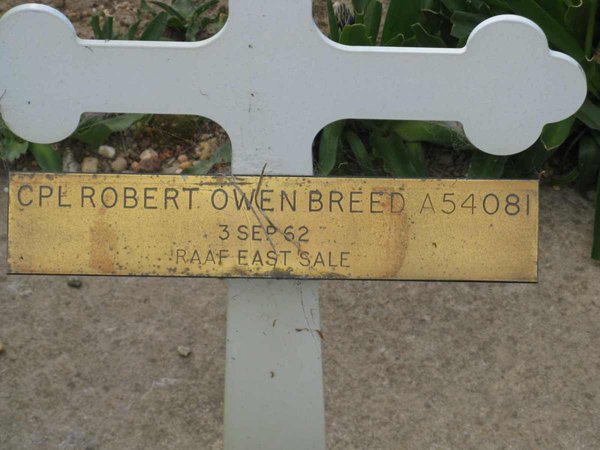 CPL ROBERT OWEN BREED A54081
3 SEP 62
RAAF EAST SALE